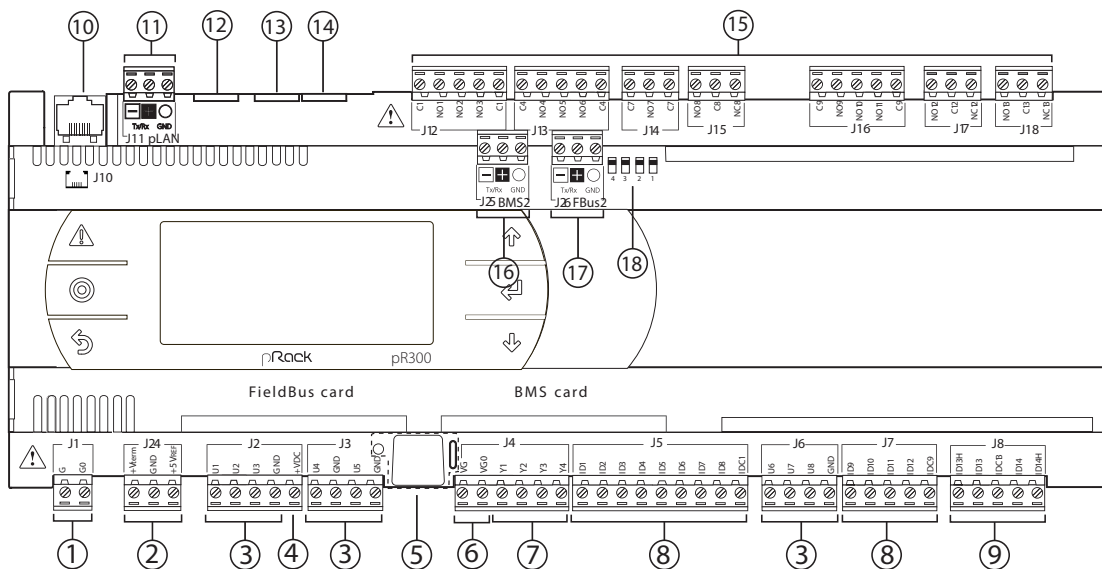 10 11 12 13 14 15
C1 NO1 NO2 NO3 C1 C4 NO4 NO5 NO6 C4 C7 NO7 C7 NO8 C8 NC8 C9 NO9 NO10 NO11 C9 NO12 C12 NC12 NO13 C13 NC13
Tx/Rx GND
J11 pLAN J12 J13 J14 J15 J16 J17 J18
J10
4 3 2 1
Tx/Rx GND Tx/Rx GND
J25 BMS2 J26 FBus2
16 17 18
pRack pR300
FieldBus card BMS card
J1 J24 J2 J3 J4 J5 J6 J7 J8
G G0 +Vterm GND +5VREF U1 U2 U3 GND +VDC U4 GND U5 GND VG VG0 Y1 Y2 Y3 Y4 ID1 ID2 ID3 ID4 ID5 ID6 ID7 ID8 IDC1 U6 U7 U8 GND ID9 ID10 ID11 ID12 IDC9 ID13H ID13 IDC13 ID14 ID14H
1 2 3 4 3 5 6 7 8 3 8 9